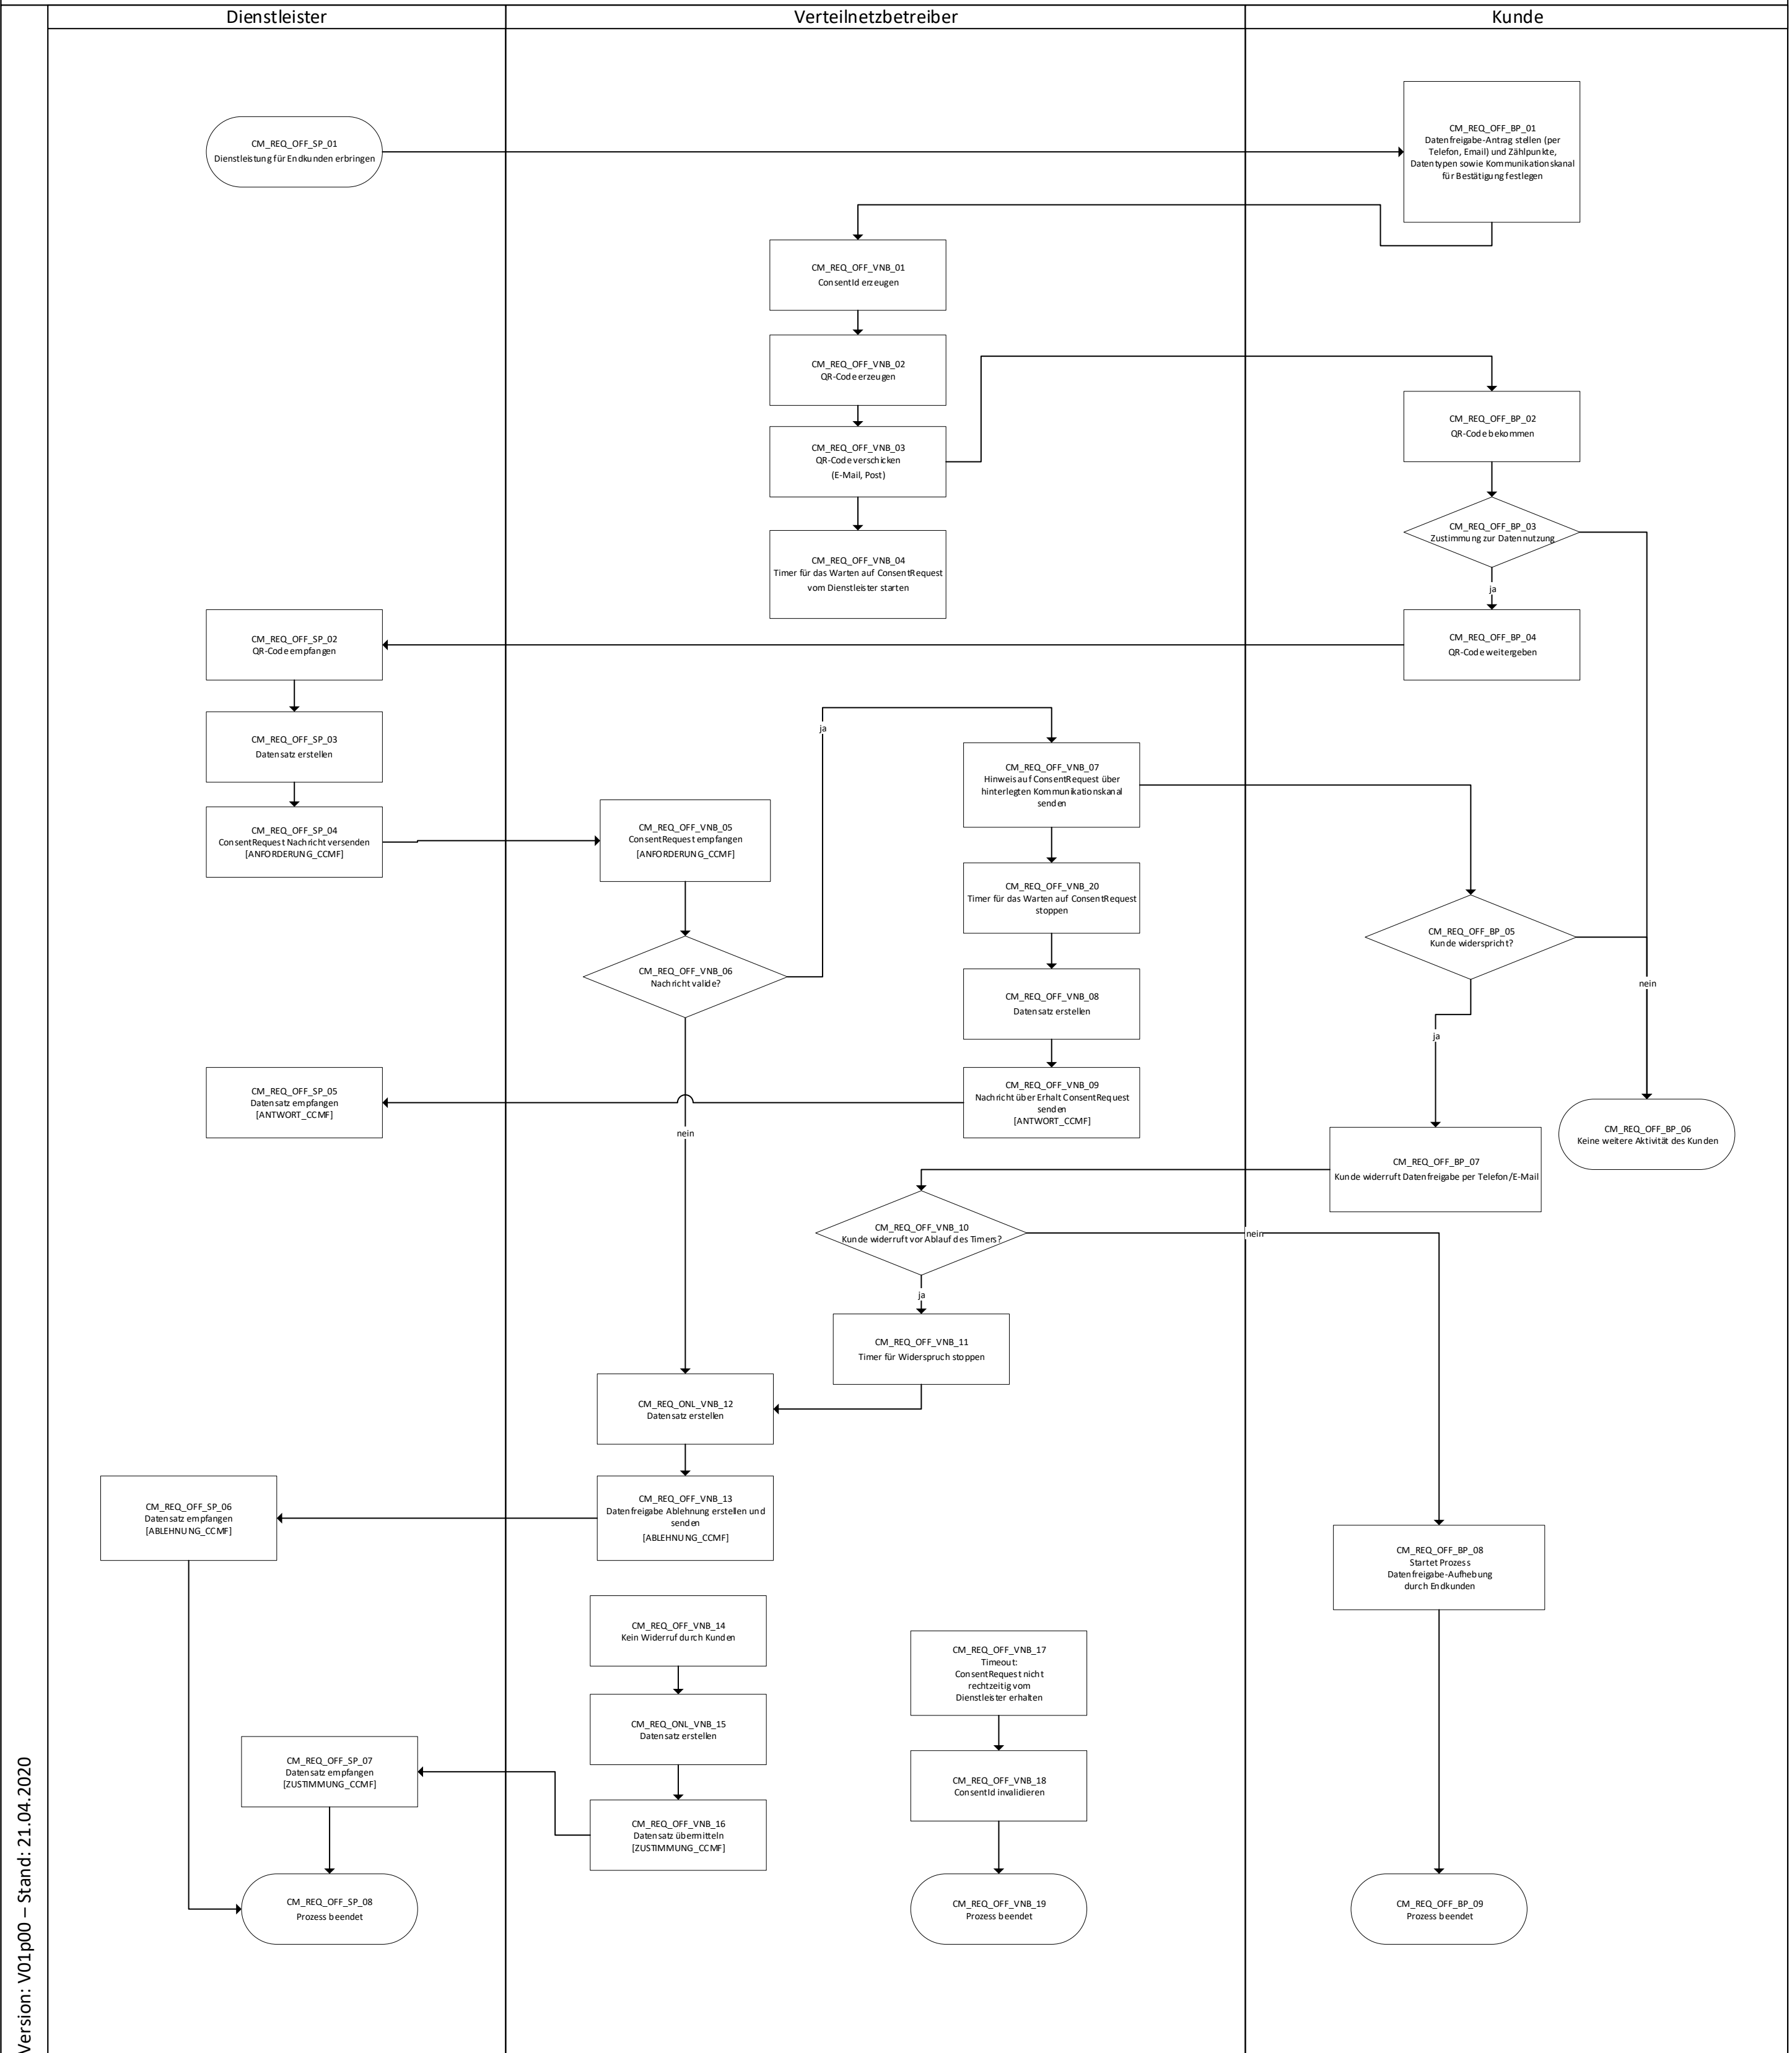 Dienstleister
Verteilnetzbetreiber
Kunde
CM_REQ_OFF_SP_01
Dienstleistung für Endkunden erbringen
CM_REQ_OFF_BP_01
Datenfreigabe-Antrag stellen (per
Telefon, Email) und Zählpunkte,
Datentypen sowie Kommunikationskanal
für Bestätigung festlegen
CM_REQ_OFF_VNB_01
ConsentId erzeugen
CM_REQ_OFF_VNB_02
QR-Code erzeugen
CM_REQ_OFF_VNB_03
QR-Code verschicken
(E-Mail, Post)
CM_REQ_OFF_BP_02
QR-Code bekommen
CM_REQ_OFF_BP_03
Zustimmung zur Datennutzung
CM_REQ_OFF_VNB_04
Timer für das Warten auf ConsentRequest
vom Dienstleister starten
ja
CM_REQ_OFF_SP_02
QR-Code empfangen
CM_REQ_OFF_BP_04
QR-Code weitergeben
CM_REQ_OFF_SP_03
Datensatz erstellen
ja
CM_REQ_OFF_VNB_07
Hinweis auf ConsentRequest über
hinterlegten Kommunikationskanal
senden
CM_REQ_OFF_SP_04
ConsentRequest Nachricht versenden
[ANFORDERUNG_CCMF]
CM_REQ_OFF_VNB_05
ConsentRequest empfangen
[ANFORDERUNG_CCMF]
CM_REQ_OFF_VNB_20
Timer für das Warten auf ConsentRequest
stoppen
CM_REQ_OFF_BP_05
Kunde widerspricht?
CM_REQ_OFF_VNB_06
Nachricht valide?
nein
CM_REQ_OFF_VNB_08
Datensatz erstellen
ja
CM_REQ_OFF_SP_05
Datensatz empfangen
[ANTWORT_CCMF]
CM_REQ_OFF_VNB_09
Nachricht über Erhalt ConsentRequest
senden
[ANTWORT_CCMF]
nein
CM_REQ_OFF_BP_06
Keine weitere Aktivität des Kunden
CM_REQ_OFF_BP_07
Kunde widerruft Datenfreigabe per Telefon/E-Mail
CM_REQ_OFF_VNB_10
Kunde widerruft vor Ablauf des Timers?
nein
ja
CM_REQ_OFF_VNB_11
Timer für Widerspruch stoppen
CM_REQ_ONL_VNB_12
Datensatz erstellen
CM_REQ_OFF_SP_06
Datensatz empfangen
[ABLEHNUNG_CCMF]
CM_REQ_OFF_VNB_13
Datenfreigabe Ablehnung erstellen und
senden
[ABLEHNUNG_CCMF]
CM_REQ_OFF_BP_08
Startet Prozess
Datenfreigabe-Aufhebung
durch Endkunden
CM_REQ_OFF_VNB_14
Kein Widerruf durch Kunden
CM_REQ_OFF_VNB_17
Timeout:
ConsentRequest nicht
rechtzeitig vom
Dienstleister erhalten
CM_REQ_ONL_VNB_15
Datensatz erstellen
CM_REQ_OFF_SP_07
Datensatz empfangen
[ZUSTIMMUNG_CCMF]
CM_REQ_OFF_VNB_18
ConsentId invalidieren
CM_REQ_OFF_VNB_16
Datensatz übermitteln
[ZUSTIMMUNG_CCMF]
CM_REQ_OFF_SP_08
Prozess beendet
CM_REQ_OFF_VNB_19
Prozess beendet
CM_REQ_OFF_BP_09
Prozess beendet
Version: V01p00 – Stand: 21.04.2020